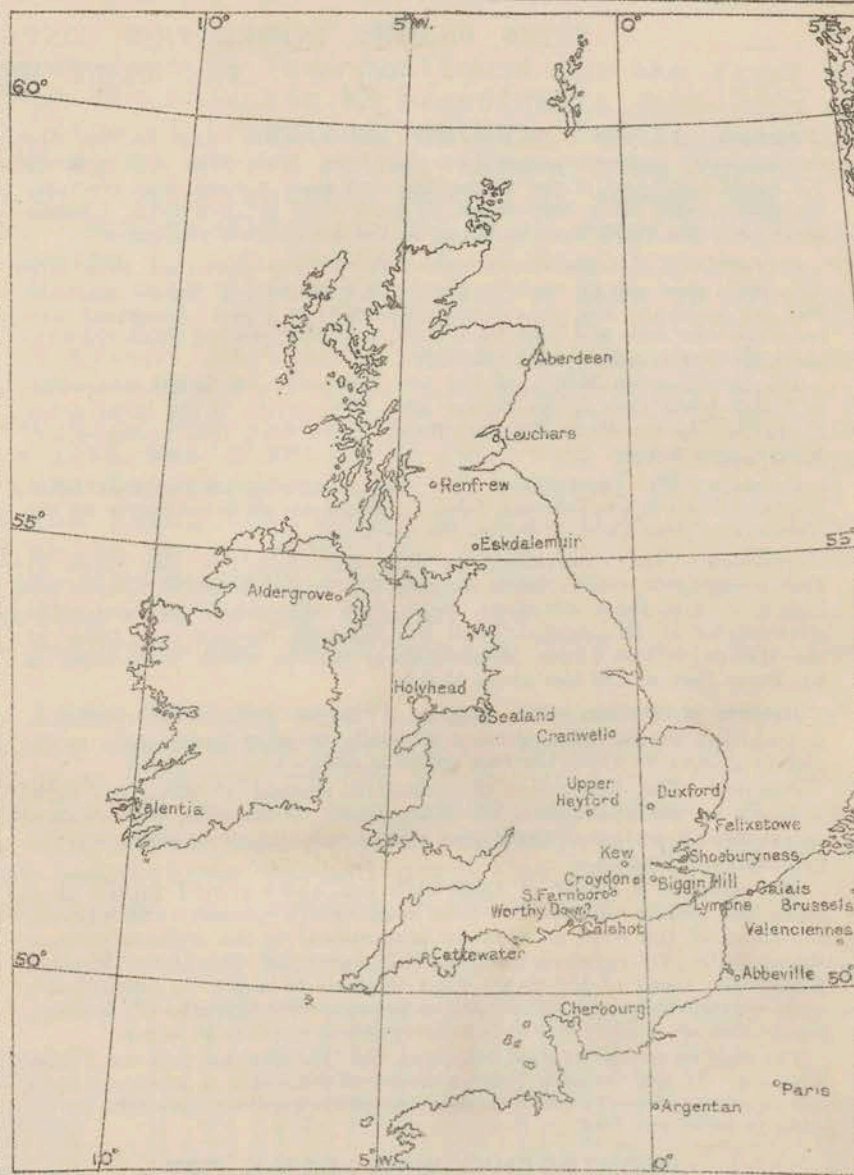 10°
5°W.
0°
5°
60°
Aberdeen
Leuchars
Renfrew
55°
55°
Eskdalemuir
Aldergrove
Holyhead
Sealand
Cranwell
Upper
Heyford
Duxford
Valentia
Felixstowe
Kew
Shoeburyness
Croydon
Biggin Hill
Calais
S.Farnboro
Lympne
Brussels
Worthy Down
Calshot
Valenciennes
Cattewater
50°
50°
Abbeville
Cherbourg
Paris
Argentan
10°
5°W.
0°